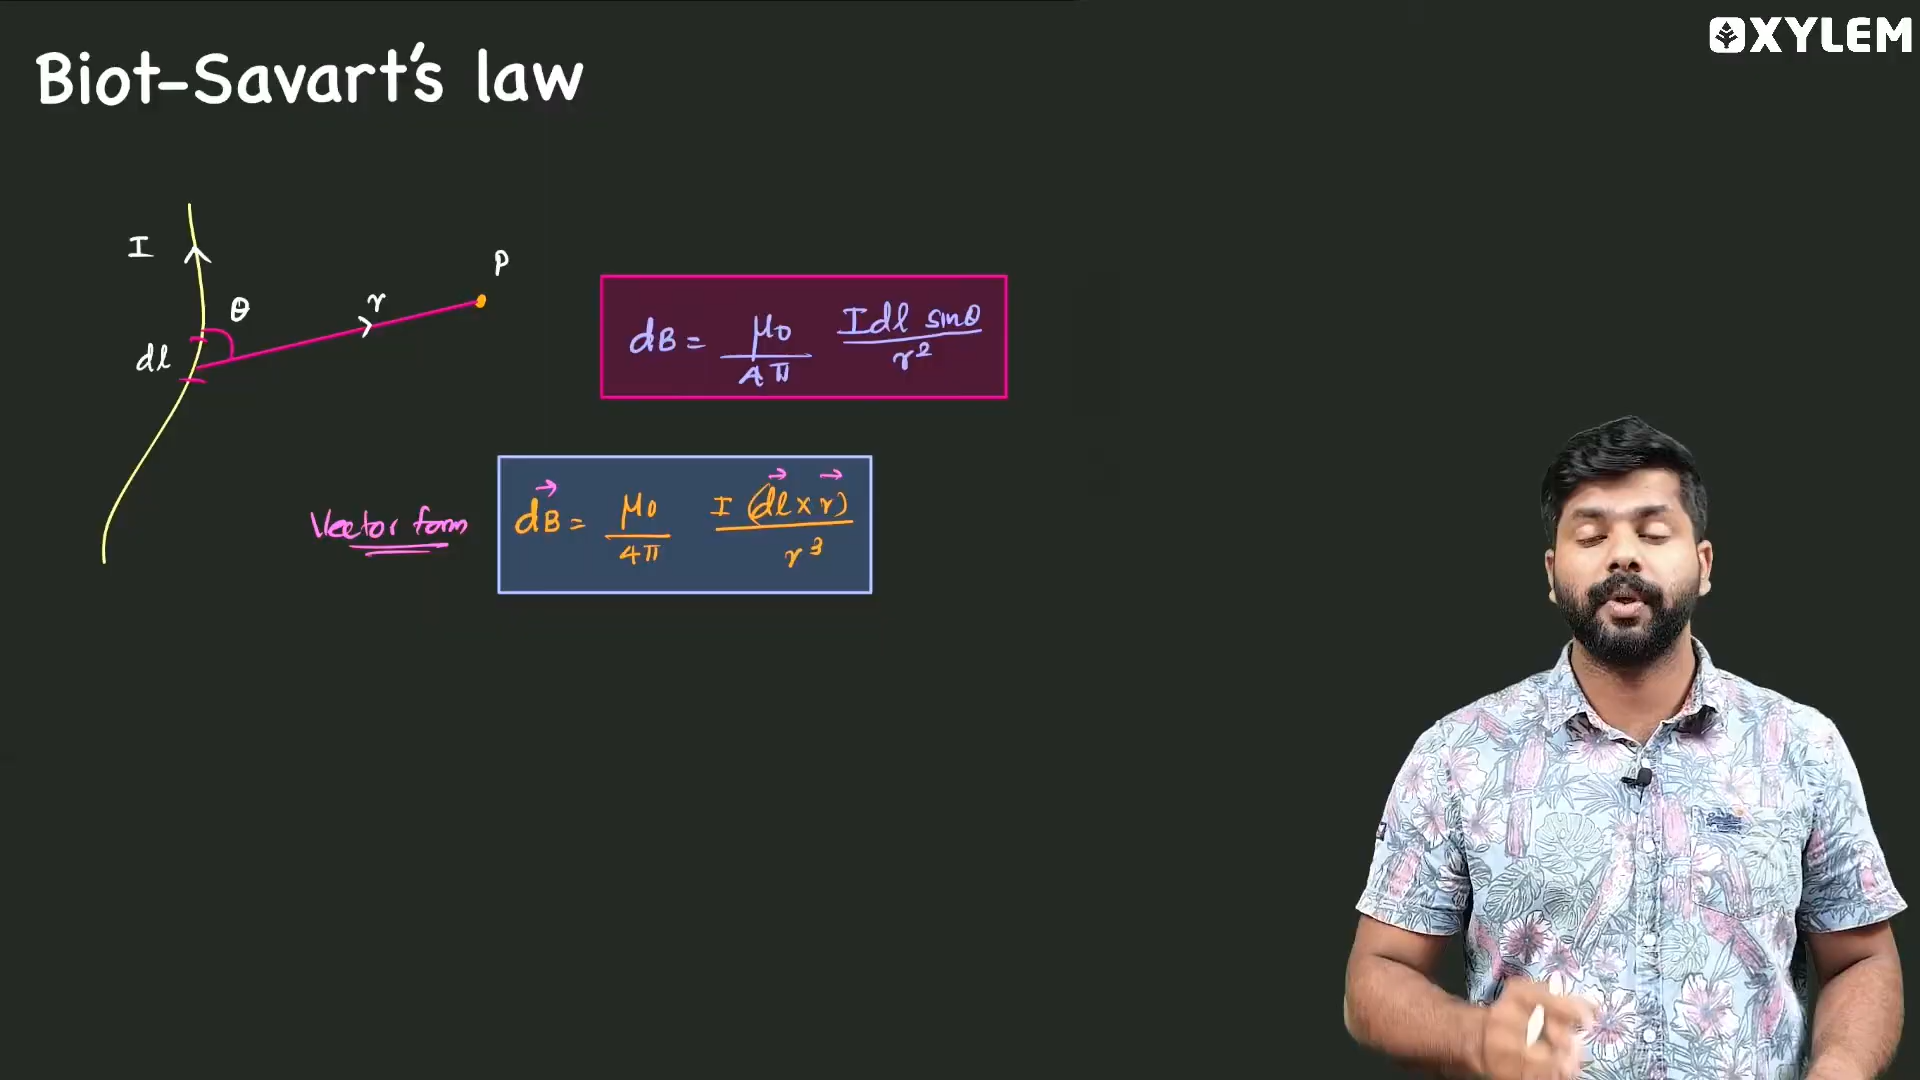 XYLEM
Biot-Savart's law
I
P
θ
r
dl
dB = μ0/4π Idl sinθ/r²
Vector form
dB⃗ = μ0/4π I (dl⃗ × r⃗)/r³